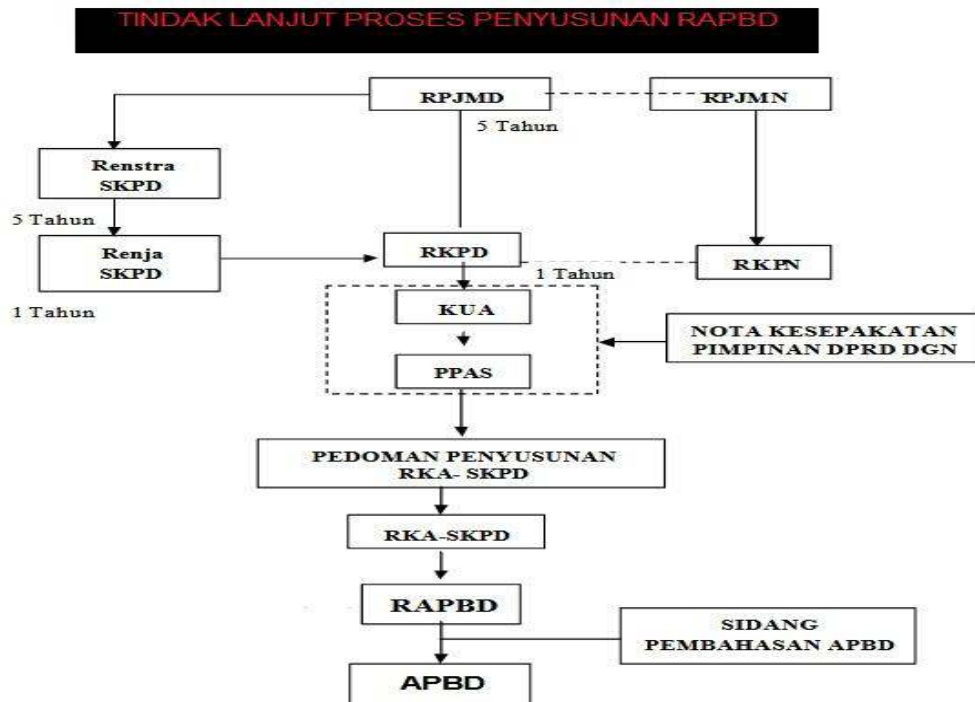 TINDAK LANJUT PROSES PENYUSUNAN RAPBD
RPJMD
RPJMN
5 Tahun
Renstra
SKPD
5 Tahun
Renja
SKPD
1 Tahun
RKPD
1 Tahun
RKPN
KUA
PPAS
NOTA KESEPAKATAN
PIMPINAN DPRD DGN
PEDOMAN PENYUSUNAN
RKA- SKPD
RKA-SKPD
RAPBD
SIDANG
PEMBAHASAN APBD
APBD